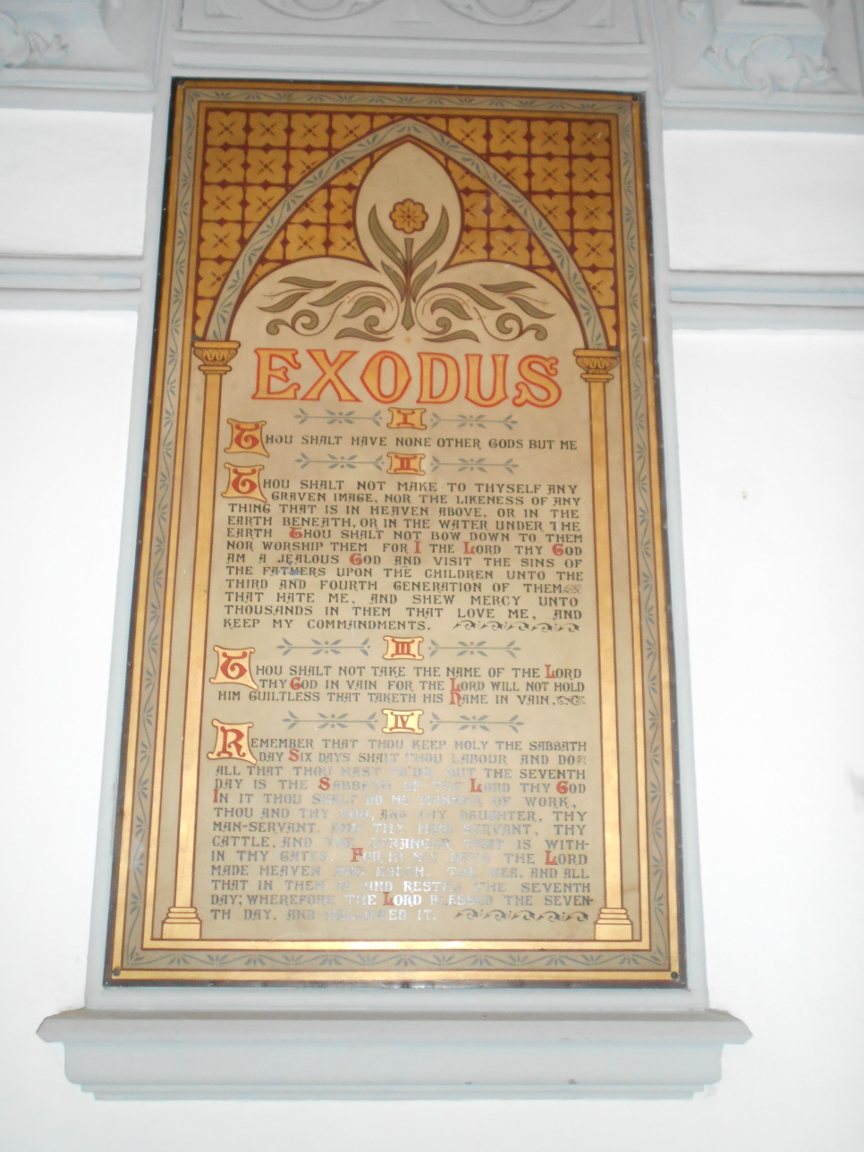 EXODUS
I
THOU SHALT HAVE NONE OTHER GODS BUT ME
II
THOU SHALT NOT MAKE TO THYSELF ANY
GRAVEN IMAGE, NOR THE LIKENESS OF ANY
THING THAT IS IN HEAVEN ABOVE, OR IN THE
EARTH BENEATH, OR IN THE WATER UNDER THE
EARTH THOU SHALT NOT BOW DOWN TO THEM
NOR WORSHIP THEM FOR I THE LORD THY GOD
AM A JEALOUS GOD AND VISIT THE SINS OF
THE FATHERS UPON THE CHILDREN UNTO THE
THIRD AND FOURTH GENERATION OF THEM
THAT HATE ME, AND SHEW MERCY UNTO
THOUSANDS IN THEM THAT LOVE ME, AND
KEEP MY COMMANDMENTS.
III
THOU SHALT NOT TAKE THE NAME OF THE LORD
THY GOD IN VAIN FOR THE LORD WILL NOT HOLD
HIM GUILTLESS THAT TAKETH HIS NAME IN VAIN.
IV
REMEMBER THAT THOU KEEP HOLY THE SABBATH
DAY SIX DAYS SHALT THOU LABOUR AND DO
ALL THAT THOU HAST TO DO, BUT THE SEVENTH
DAY IS THE SABBATH OF THE LORD THY GOD
IN IT THOU SHALT DO NO MANNER OF WORK,
THOU AND THY SON, AND THY DAUGHTER, THY
MAN-SERVANT, AND THY MAID-SERVANT, THY
CATTLE, AND THE STRANGER THAT IS WITH-
IN THY GATES. FOR IN SIX DAYS THE LORD
MADE HEAVEN AND EARTH, THE SEA, AND ALL
THAT IN THEM IS AND RESTED THE SEVENTH
DAY; WHEREFORE THE LORD BLESSED THE SEVEN-
TH DAY, AND HALLOWED IT.